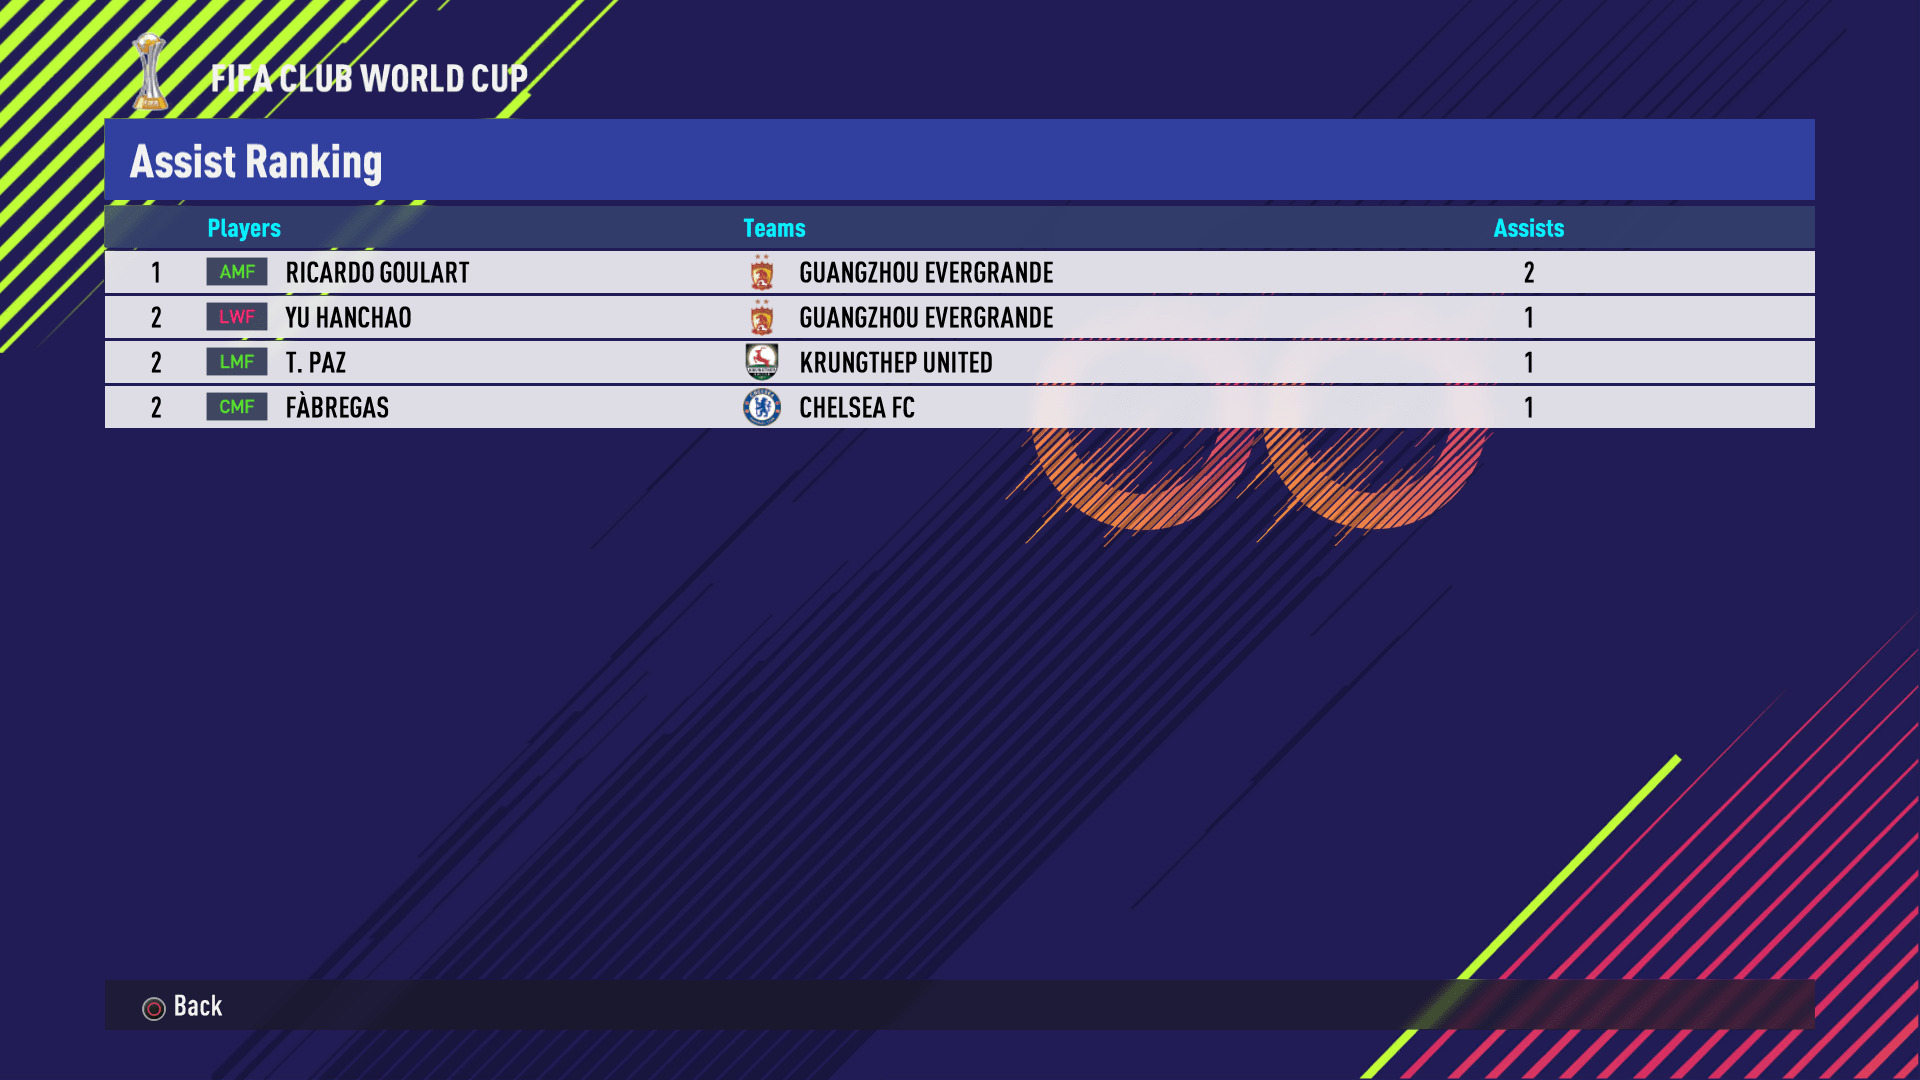 FIFA CLUB WORLD CUP
Assist Ranking
Players Teams Assists
1 AMF RICARDO GOULART GUANGZHOU EVERGRANDE 2
2 LWF YU HANCHAO GUANGZHOU EVERGRANDE 1
2 LMF T. PAZ KRUNGTHEP UNITED 1
2 CMF FÀBREGAS CHELSEA FC 1
Back